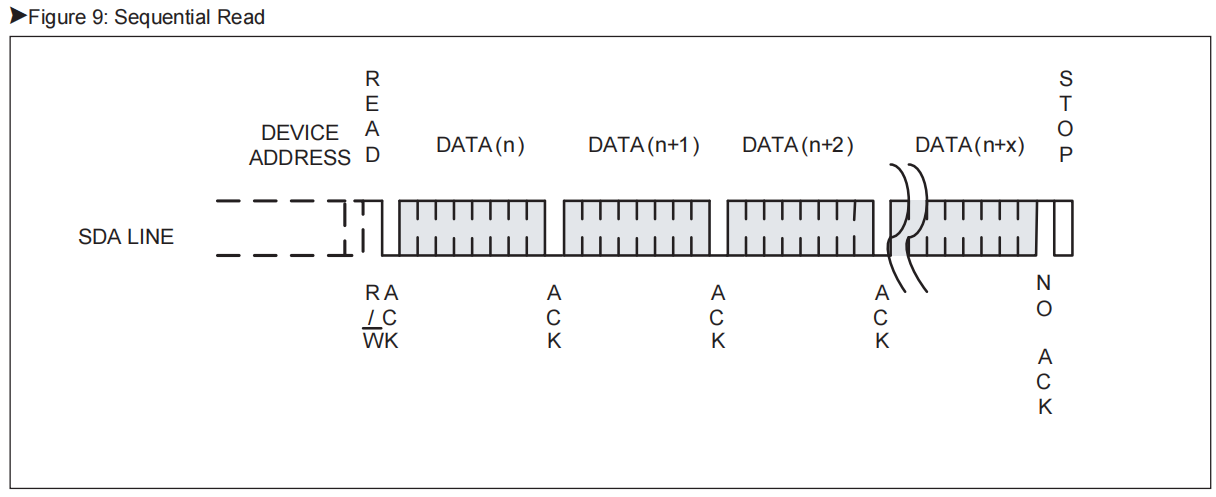 ➤Figure 9: Sequential Read
READ
STOP
DEVICE
ADDRESS
DATA(n)
DATA(n+1)
DATA(n+2)
DATA(n+x)
SDA LINE
R/W
ACK
ACK
ACK
ACK
NO ACK